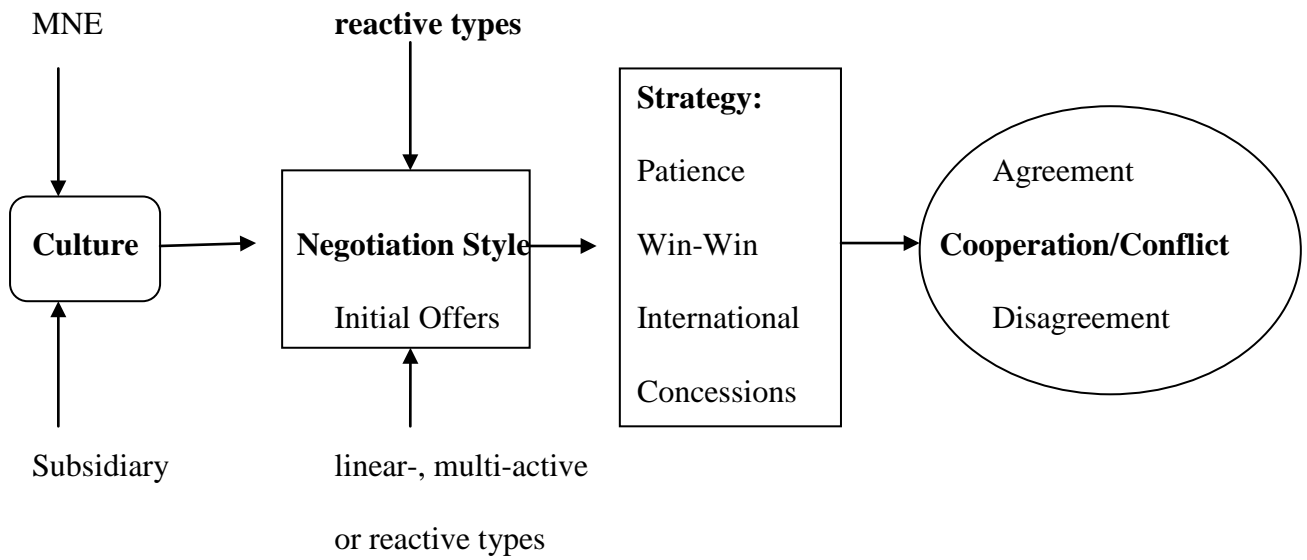 MNE
reactive types
Strategy:
Patience
Agreement
Culture
Negotiation Style
Win-Win
Cooperation/Conflict
Initial Offers
International
Disagreement
Concessions
Subsidiary
linear-, multi-active
or reactive types